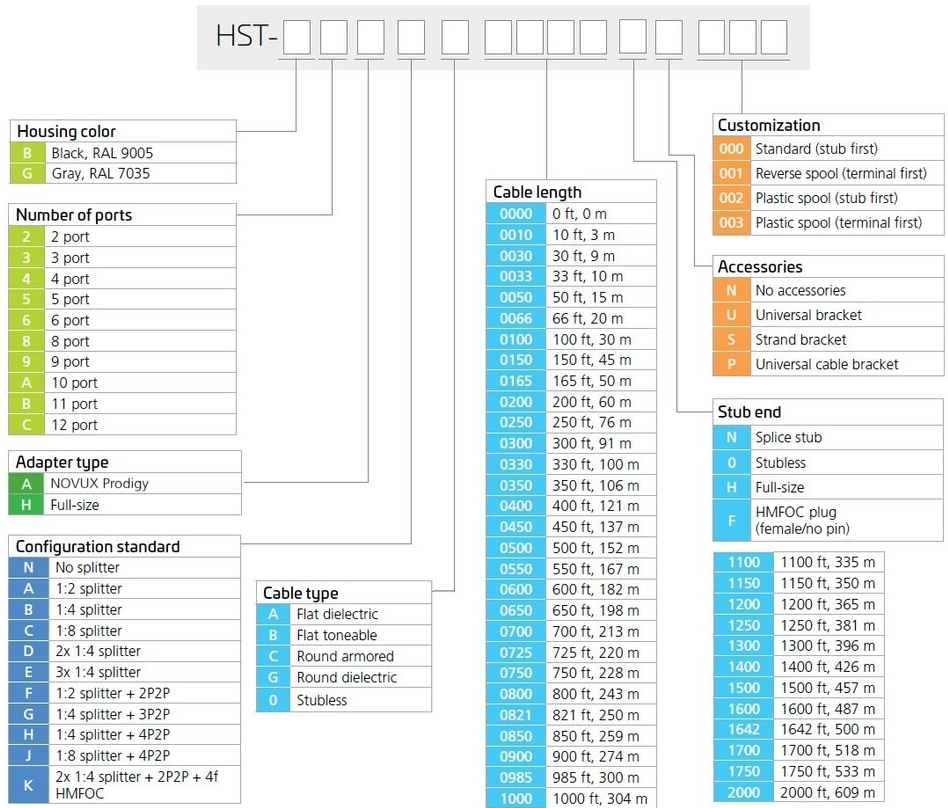 HST-
Housing color
B Black, RAL 9005
G Gray, RAL 7035
Number of ports
2 2 port
3 3 port
4 4 port
5 5 port
6 6 port
8 8 port
9 9 port
A 10 port
B 11 port
C 12 port
Adapter type
A NOVUX Prodigy
H Full-size
Configuration standard
N No splitter
A 1:2 splitter
B 1:4 splitter
C 1:8 splitter
D 2x 1:4 splitter
E 3x 1:4 splitter
F 1:2 splitter + 2P2P
G 1:4 splitter + 3P2P
H 1:4 splitter + 4P2P
J 1:8 splitter + 4P2P
K 2x 1:4 splitter + 2P2P + 4f
HMFOC
Cable type
A Flat dielectric
B Flat toneable
C Round armored
G Round dielectric
0 Stubless
Cable length
0000 0 ft, 0 m
0010 10 ft, 3 m
0030 30 ft, 9 m
0033 33 ft, 10 m
0050 50 ft, 15 m
0066 66 ft, 20 m
0100 100 ft, 30 m
0150 150 ft, 45 m
0165 165 ft, 50 m
0200 200 ft, 60 m
0250 250 ft, 76 m
0300 300 ft, 91 m
0330 330 ft, 100 m
0350 350 ft, 106 m
0400 400 ft, 121 m
0450 450 ft, 137 m
0500 500 ft, 152 m
0550 550 ft, 167 m
0600 600 ft, 182 m
0650 650 ft, 198 m
0700 700 ft, 213 m
0725 725 ft, 220 m
0750 750 ft, 228 m
0800 800 ft, 243 m
0821 821 ft, 250 m
0850 850 ft, 259 m
0900 900 ft, 274 m
0985 985 ft, 300 m
1000 1000 ft, 304 m
1100 1100 ft, 335 m
1150 1150 ft, 350 m
1200 1200 ft, 365 m
1250 1250 ft, 381 m
1300 1300 ft, 396 m
1400 1400 ft, 426 m
1500 1500 ft, 457 m
1600 1600 ft, 487 m
1642 1642 ft, 500 m
1700 1700 ft, 518 m
1750 1750 ft, 533 m
2000 2000 ft, 609 m
Stub end
N Splice stub
0 Stubless
H Full-size
F HMFOC plug
(female/no pin)
Accessories
N No accessories
U Universal bracket
S Strand bracket
P Universal cable bracket
Customization
000 Standard (stub first)
001 Reverse spool (terminal first)
002 Plastic spool (stub first)
003 Plastic spool (terminal first)